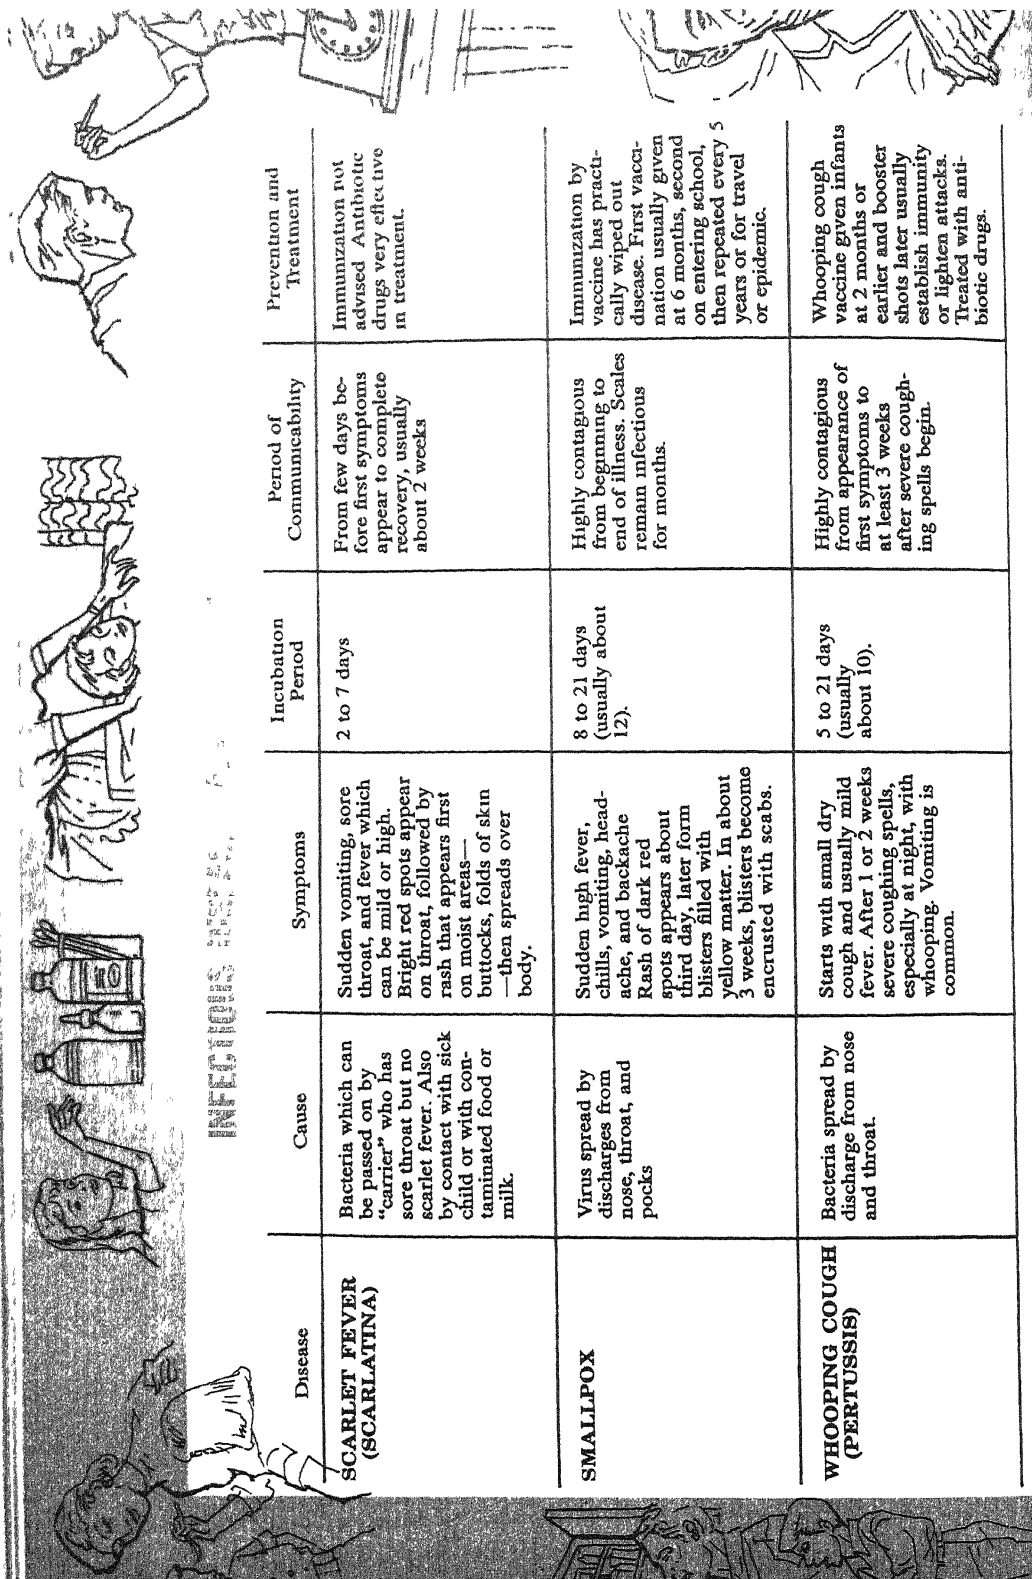 INFECTIOUS
Disease
Cause
Symptoms
Incubation
Period
Period of
Communicability
Prevention and
Treatment
SCARLET FEVER
(SCARLATINA)
Bacteria which can
be passed on by
“carrier” who has
sore throat but no
scarlet fever. Also
by contact with sick
child or with con-
taminated food or
milk.
Sudden vomiting, sore
throat, and fever which
can be mild or high.
Bright red spots appear
on throat, followed by
rash that appears first
on moist areas—
buttocks, folds of skin
—then spreads over
body.
2 to 7 days
From few days be-
fore first symptoms
appear to complete
recovery, usually
about 2 weeks
Immunization not
advised Antibiotic
drugs very effective
in treatment.
SMALLPOX
Virus spread by
discharges from
nose, throat, and
pocks
Sudden high fever,
chills, vomiting, head-
ache, and backache
Rash of dark red
spots appears about
third day, later form
blisters filled with
yellow matter. In about
3 weeks, blisters become
encrusted with scabs.
8 to 21 days
(usually about
12).
Highly contagious
from beginning to
end of illness. Scales
remain infectious
for months.
Immunization by
vaccine has practi-
cally wiped out
disease. First vacci-
nation usually given
at 6 months, second
on entering school,
then repeated every 5
years or for travel
or epidemic.
WHOOPING COUGH
(PERTUSSIS)
Bacteria spread by
discharge from nose
and throat.
Starts with small dry
cough and usually mild
fever. After 1 or 2 weeks
severe coughing spells,
especially at night, with
whooping. Vomiting is
common.
5 to 21 days
(usually
about 10).
Highly contagious
from appearance of
first symptoms to
at least 3 weeks
after severe cough-
ing spells begin.
Whooping cough
vaccine given infants
at 2 months or
earlier and booster
shots later usually
establish immunity
or lighten attacks.
Treated with anti-
biotic drugs.